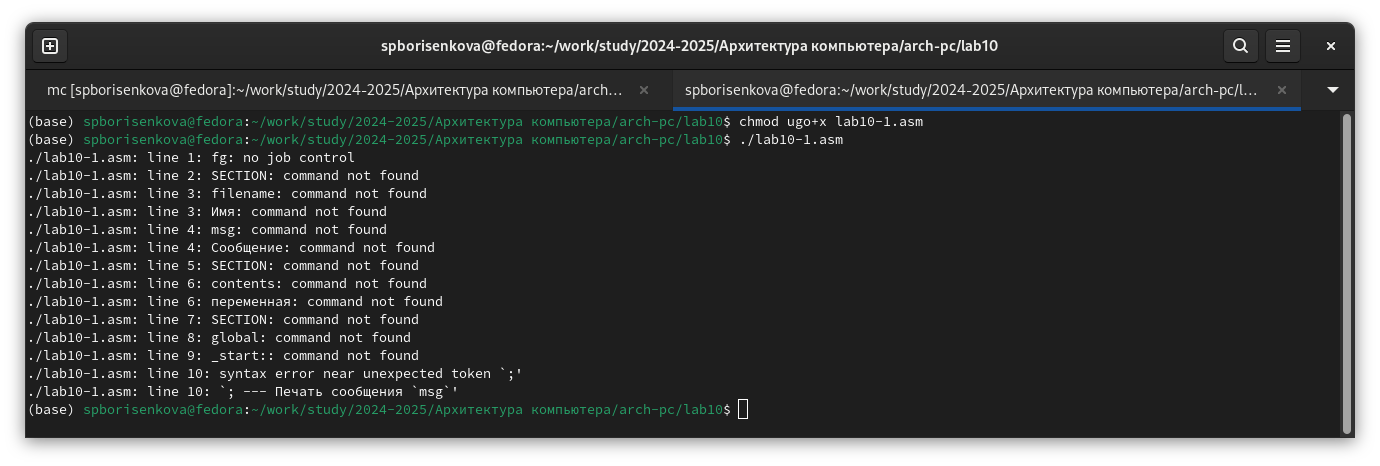 spborisenkova@fedora:~/work/study/2024-2025/Архитектура компьютера/arch-pc/lab10
mc [spborisenkova@fedora]:~/work/study/2024-2025/Архитектура компьютера/arch...
spborisenkova@fedora:~/work/study/2024-2025/Архитектура компьютера/arch-pc/l...
(base) spborisenkova@fedora:~/work/study/2024-2025/Архитектура компьютера/arch-pc/lab10$ chmod ugo+x lab10-1.asm
(base) spborisenkova@fedora:~/work/study/2024-2025/Архитектура компьютера/arch-pc/lab10$ ./lab10-1.asm
./lab10-1.asm: line 1: fg: no job control
./lab10-1.asm: line 2: SECTION: command not found
./lab10-1.asm: line 3: filename: command not found
./lab10-1.asm: line 3: Имя: command not found
./lab10-1.asm: line 4: msg: command not found
./lab10-1.asm: line 4: Сообщение: command not found
./lab10-1.asm: line 5: SECTION: command not found
./lab10-1.asm: line 6: contents: command not found
./lab10-1.asm: line 6: переменная: command not found
./lab10-1.asm: line 7: SECTION: command not found
./lab10-1.asm: line 8: global: command not found
./lab10-1.asm: line 9: _start:: command not found
./lab10-1.asm: line 10: syntax error near unexpected token `;'
./lab10-1.asm: line 10: `; --- Печать сообщения `msg`'
(base) spborisenkova@fedora:~/work/study/2024-2025/Архитектура компьютера/arch-pc/lab10$